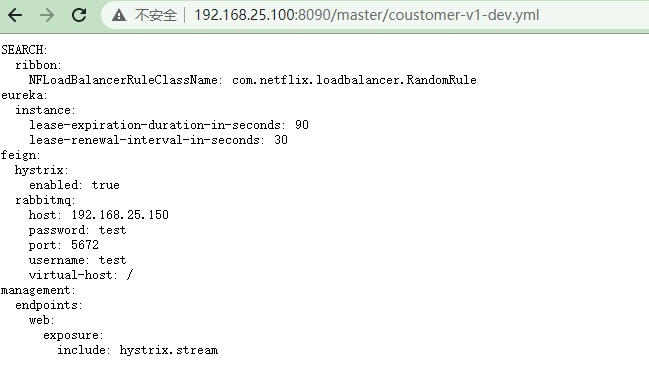 不安全 192.168.25.100:8090/master/coustomer-v1-dev.yml
SEARCH:
  ribbon:
    NFLoadBalancerRuleClassName: com.netflix.loadbalancer.RandomRule
eureka:
  instance:
    lease-expiration-duration-in-seconds: 90
    lease-renewal-interval-in-seconds: 30
feign:
  hystrix:
    enabled: true
  rabbitmq:
    host: 192.168.25.150
    password: test
    port: 5672
    username: test
    virtual-host: /
management:
  endpoints:
    web:
      exposure:
        include: hystrix.stream